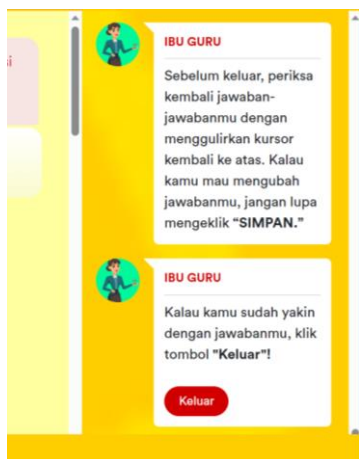 si
IBU GURU
Sebelum keluar, periksa
kembali jawaban-
jawabanmu dengan
menggulirkan kursor
kembali ke atas. Kalau
kamu mau mengubah
jawabanmu, jangan lupa
mengeklik “SIMPAN.”
IBU GURU
Kalau kamu sudah yakin
dengan jawabanmu, klik
tombol "Keluar"!
Keluar